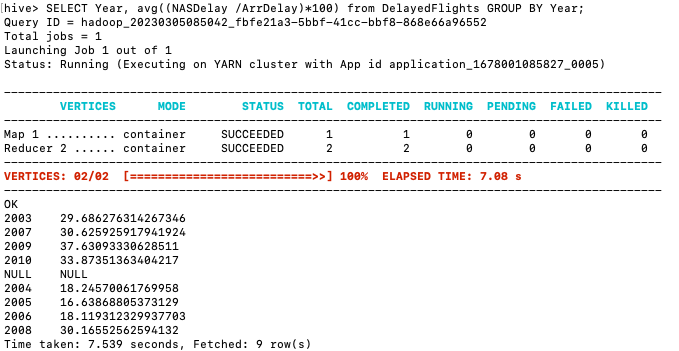 [hive> SELECT Year, avg((NASDelay /ArrDelay)*100) from DelayedFlights GROUP BY Year;
Query ID = hadoop_20230305085042_fbfe21a3-5bbf-41cc-bbf8-868e66a96552
Total jobs = 1
Launching Job 1 out of 1
Status: Running (Executing on YARN cluster with App id application_1678001085827_0005)
----------------------------------------------------------------------------------------------
VERTICES MODE STATUS TOTAL COMPLETED RUNNING PENDING FAILED KILLED
----------------------------------------------------------------------------------------------
Map 1 .......... container SUCCEEDED 1 1 0 0 0 0
Reducer 2 ...... container SUCCEEDED 2 2 0 0 0 0
----------------------------------------------------------------------------------------------
VERTICES: 02/02 [==========================>>] 100% ELAPSED TIME: 7.08 s
----------------------------------------------------------------------------------------------
OK
2003 29.686276314267346
2007 30.625925917941924
2009 37.63093330628511
2010 33.87351363404217
NULL NULL
2004 18.24570061769958
2005 16.63868805373129
2006 18.119312329937703
2008 30.16552562594132
Time taken: 7.539 seconds, Fetched: 9 row(s)